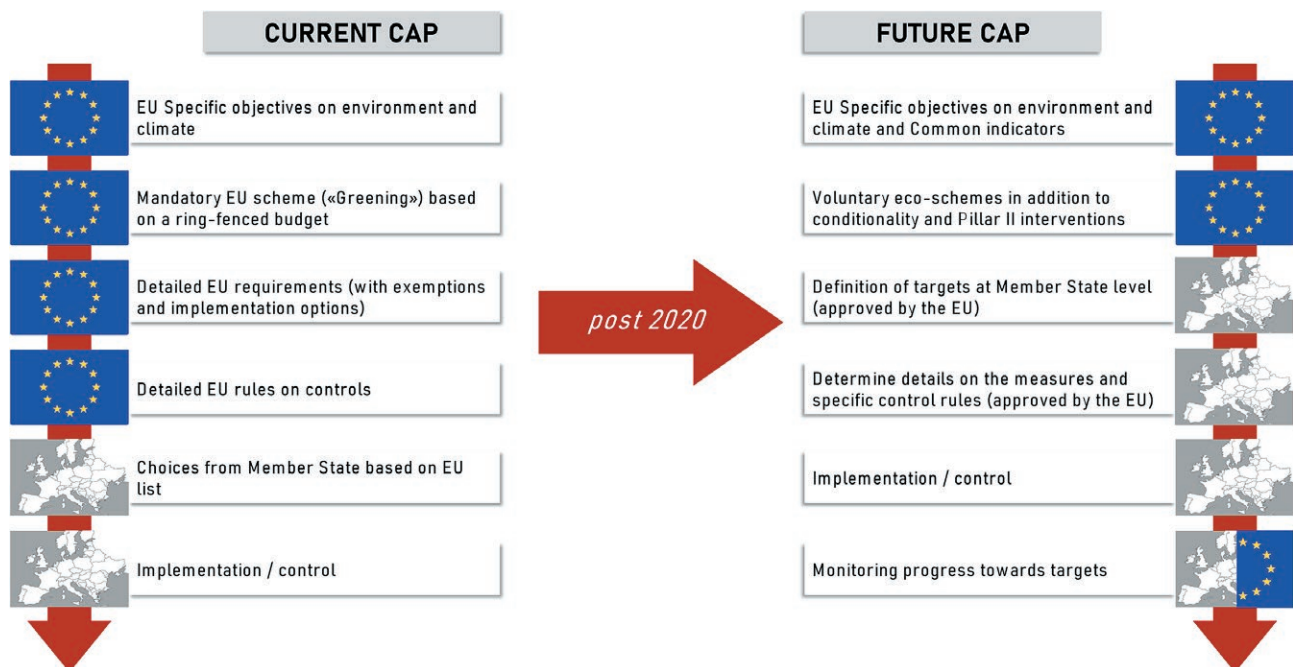 CURRENT CAP
EU Specific objectives on environment and
climate
Mandatory EU scheme («Greening») based
on a ring-fenced budget
Detailed EU requirements (with exemptions
and implementation options)
Detailed EU rules on controls
Choices from Member State based on EU
list
Implementation / control
post 2020
FUTURE CAP
EU Specific objectives on environment and
climate and Common indicators
Voluntary eco-schemes in addition to
conditionality and Pillar II interventions
Definition of targets at Member State level
(approved by the EU)
Determine details on the measures and
specific control rules (approved by the EU)
Implementation / control
Monitoring progress towards targets